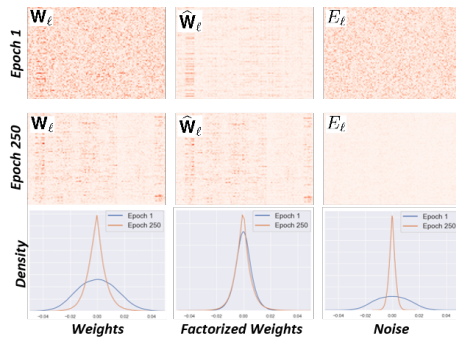 Epoch 1
W_ℓ
Ŵ_ℓ
E_ℓ
Epoch 250
W_ℓ
Ŵ_ℓ
E_ℓ
Density
Epoch 1
Epoch 250
Epoch 1
Epoch 250
Epoch 1
Epoch 250
-0.04 -0.02 0.00 0.02 0.04
-0.04 -0.02 0.00 0.02 0.04
-0.04 -0.02 0.00 0.02 0.04
Weights
Factorized Weights
Noise